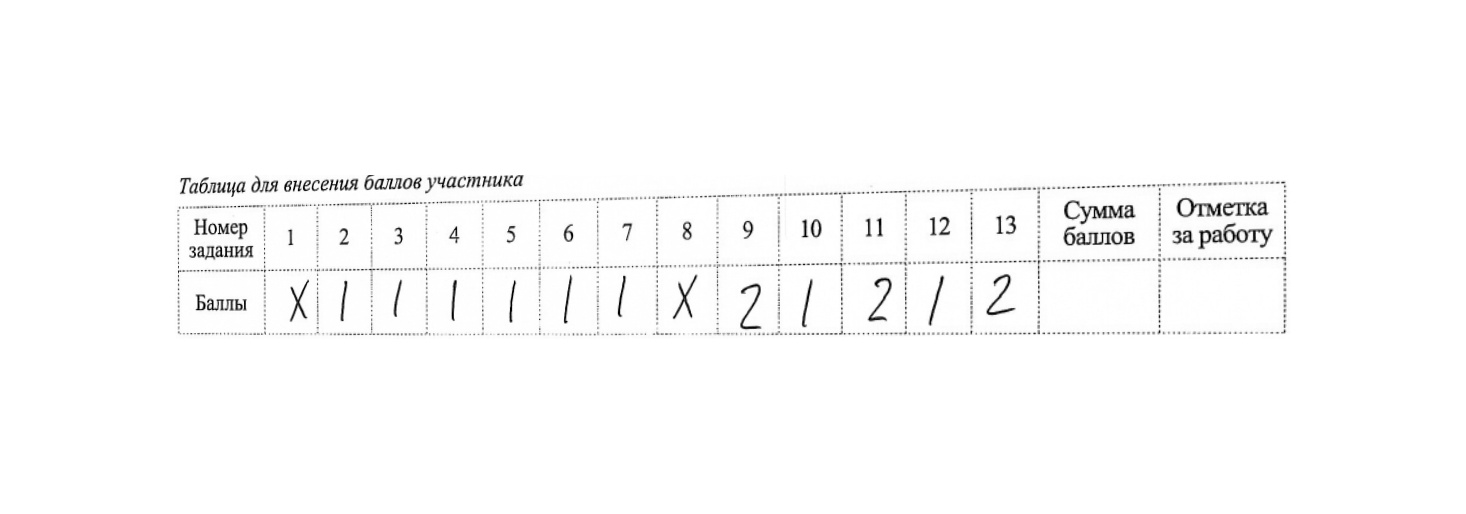 Таблица для внесения баллов участника
Номер задания 1 2 3 4 5 6 7 8 9 10 11 12 13 Сумма баллов Отметка за работу
Баллы X 1 1 1 1 1 1 X 2 1 2 1 2